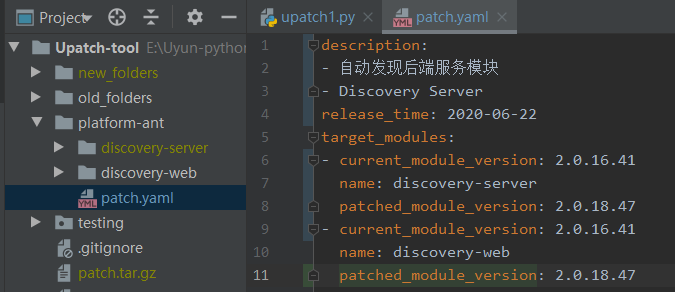 Project
upatch1.py
patch.yaml
Upatch-tool E:\Uyun-python
new_folders
old_folders
platform-ant
discovery-server
discovery-web
YML patch.yaml
testing
.gitignore
patch.tar.gz
1 description:
2 - 自动发现后端服务模块
3 - Discovery Server
4 release_time: 2020-06-22
5 target_modules:
6 - current_module_version: 2.0.16.41
7 name: discovery-server
8 patched_module_version: 2.0.18.47
9 - current_module_version: 2.0.16.41
10 name: discovery-web
11 patched_module_version: 2.0.18.47